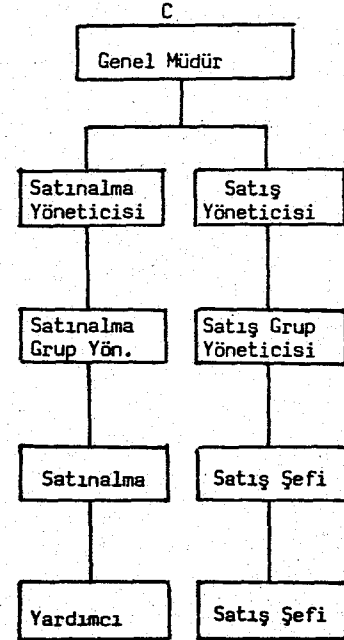 C
Genel Müdür
Satınalma
Yöneticisi
Satış
Yöneticisi
Satınalma
Grup Yön.
Satış Grup
Yöneticisi
Satınalma
Satış Şefi
Yardımcı
Satış Şefi